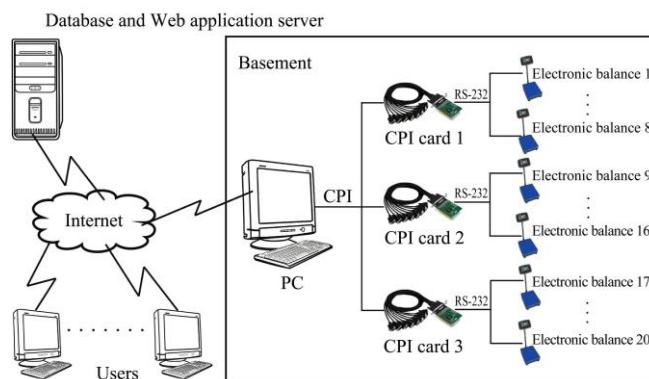 Database and Web application server
Basement
Internet
Users
PC
CPI
CPI card 1
RS-232
Electronic balance 1
Electronic balance 8
CPI card 2
RS-232
Electronic balance 9
Electronic balance 16
CPI card 3
RS-232
Electronic balance 17
Electronic balance 20